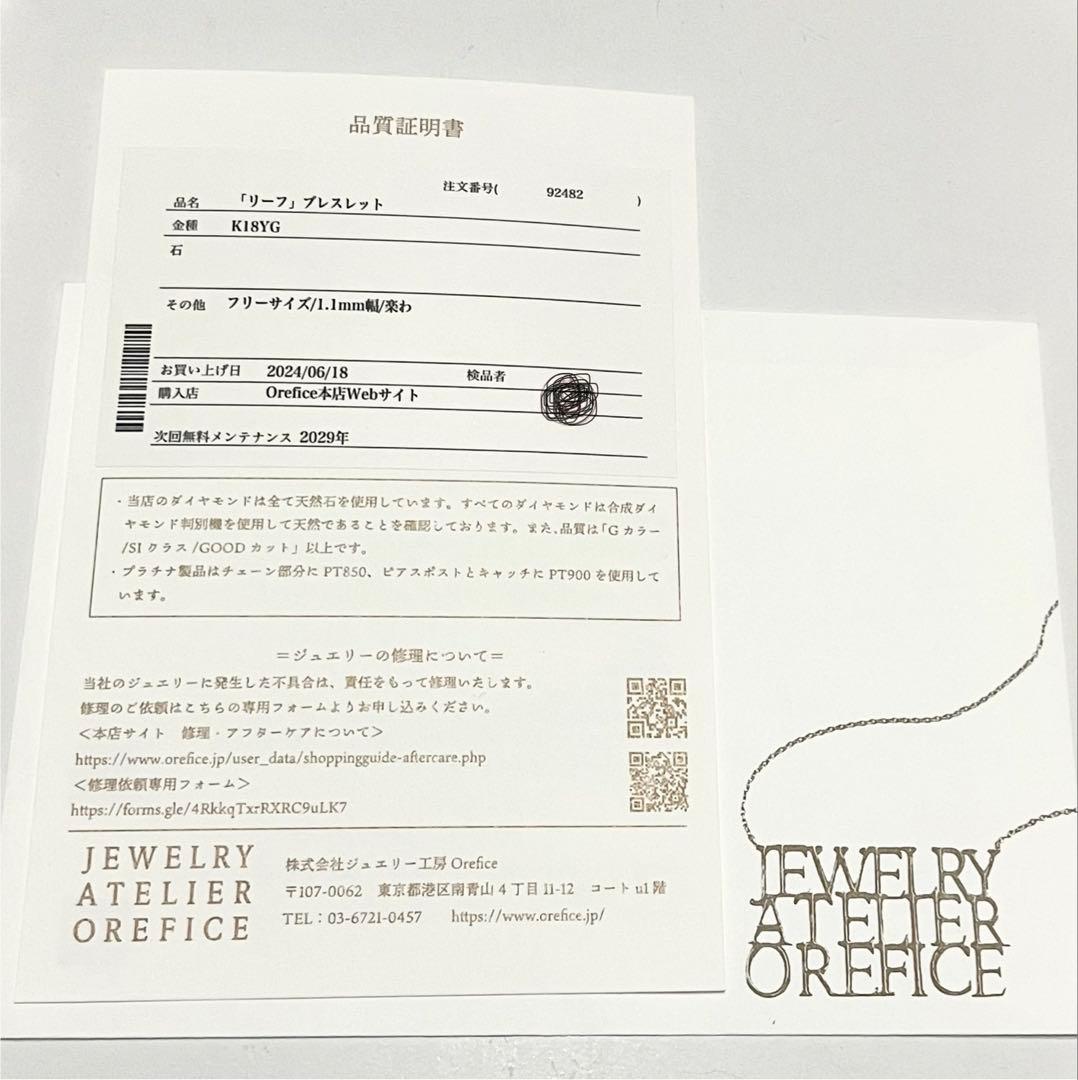 品質証明書
注文番号( 92482 )
品名 「リーフ」ブレスレット
金種 K18YG
石
その他 フリーサイズ/1.1mm幅/楽わ
お買い上げ日 2024/06/18 検品者
購入店 Orefice本店Webサイト
次回無料メンテナンス 2029年
・当店のダイヤモンドは全て天然石を使用しています。すべてのダイヤモンドは合成ダイ
ヤモンド判別機を使用して天然であることを確認しております。また、品質は「Gカラー
/SIクラス/GOODカット」以上です。
・プラチナ製品はチェーン部分にPT850、ピアスポストとキャッチにPT900を使用して
います。
＝ジュエリーの修理について＝
当社のジュエリーに発生した不具合は、責任をもって修理いたします。
修理のご依頼はこちらの専用フォームよりお申し込みください。
＜本店サイト 修理・アフターケアについて＞
https://www.orefice.jp/user_data/shoppingguide-aftercare.php
＜修理依頼専用フォーム＞
https://forms.gle/4RkkqTxrRXRC9uLK7
JEWELRY
ATELIER
OREFICE
株式会社ジュエリー工房 Orefice
〒107-0062 東京都港区南青山4丁目11-12 コートu1階
TEL：03-6721-0457 https://www.orefice.jp/
JEWELRY
ATELIER
OREFICE